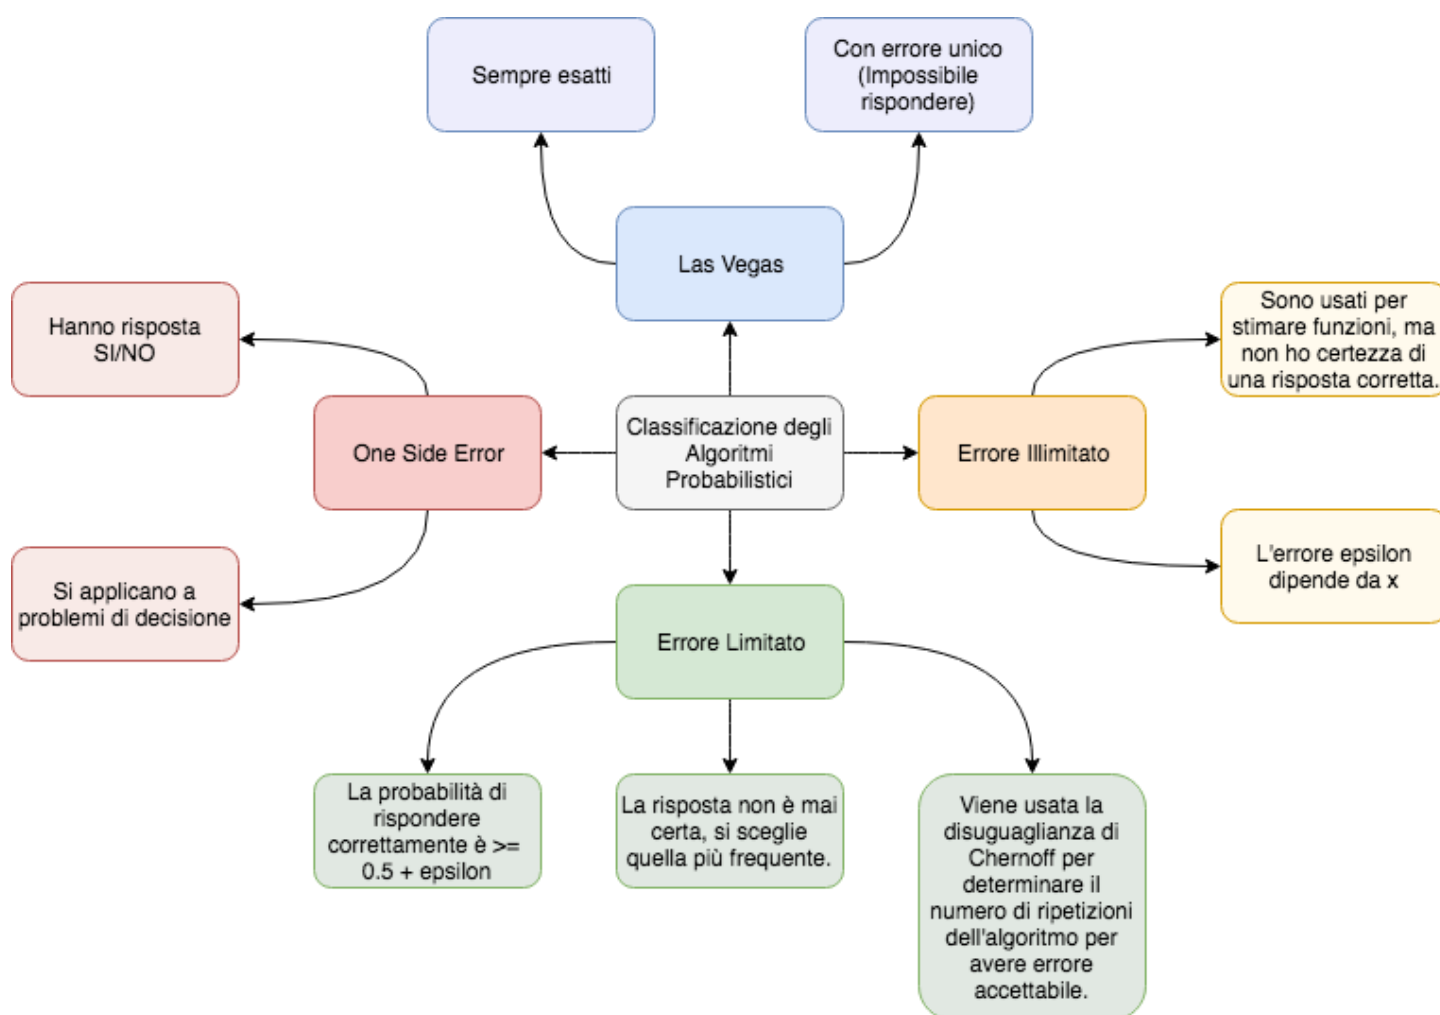 Sempre esatti
Con errore unico
(Impossibile
rispondere)
Las Vegas
Hanno risposta
SI/NO
Sono usati per
stimare funzioni, ma
non ho certezza di
una risposta corretta.
One Side Error
Classificazione degli
Algoritmi
Probabilistici
Errore Illimitato
Si applicano a
problemi di decisione
L'errore epsilon
dipende da x
Errore Limitato
La probabilità di
rispondere
correttamente è >=
0.5 + epsilon
La risposta non è mai
certa, si sceglie
quella più frequente.
Viene usata la
disuguaglianza di
Chernoff per
determinare il
numero di ripetizioni
dell'algoritmo per
avere errore
accettabile.